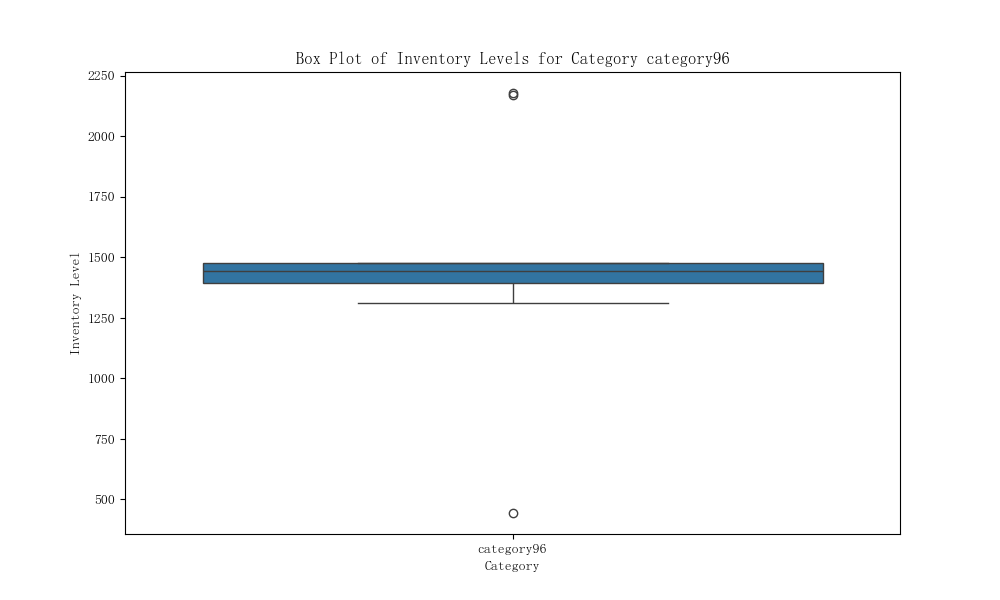 Box Plot of Inventory Levels for Category category96
Inventory Level
2250
2000
1750
1500
1250
1000
750
500
category96
Category